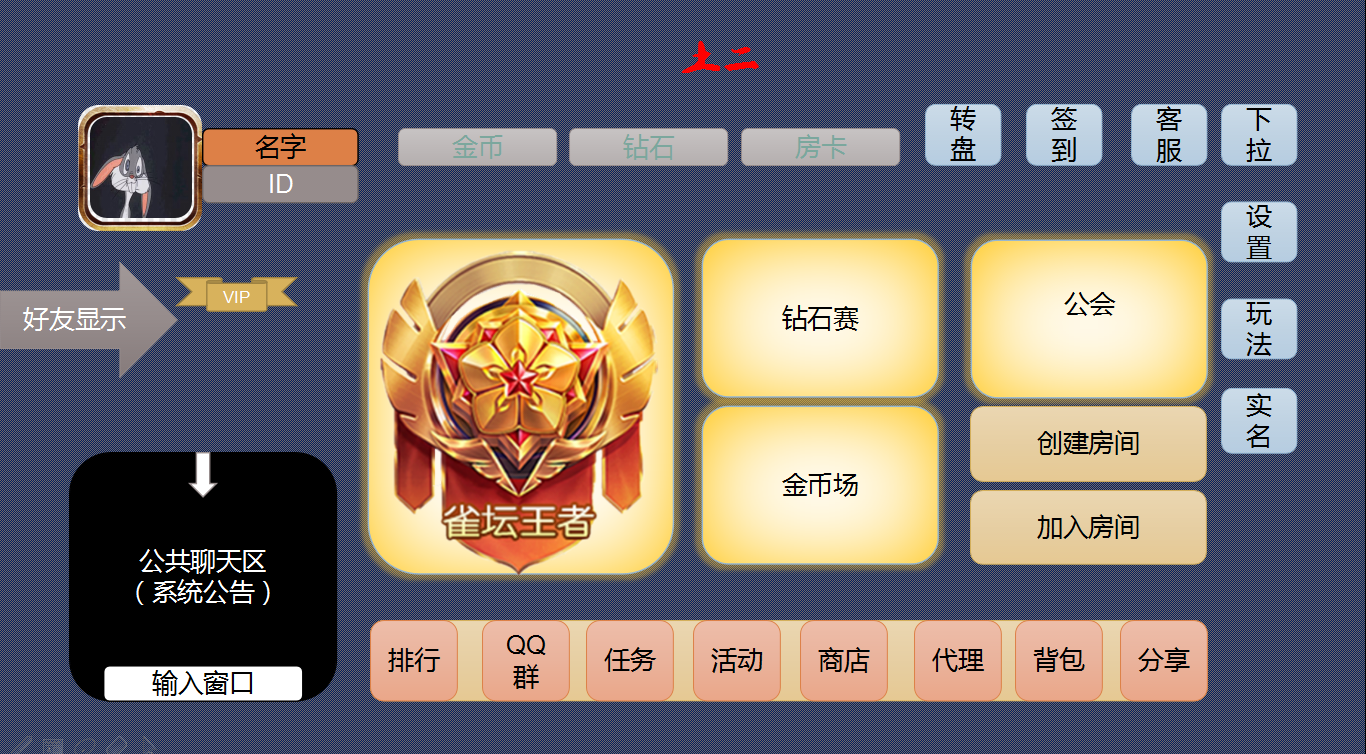 土二
名字
ID
金币
钻石
房卡
转
盘
签
到
客
服
下
拉
设
置
好友显示
VIP
雀坛王者
钻石赛
公会
玩
法
金币场
创建房间
加入房间
实
名
公共聊天区
（系统公告）
输入窗口
排行
QQ
群
任务
活动
商店
代理
背包
分享